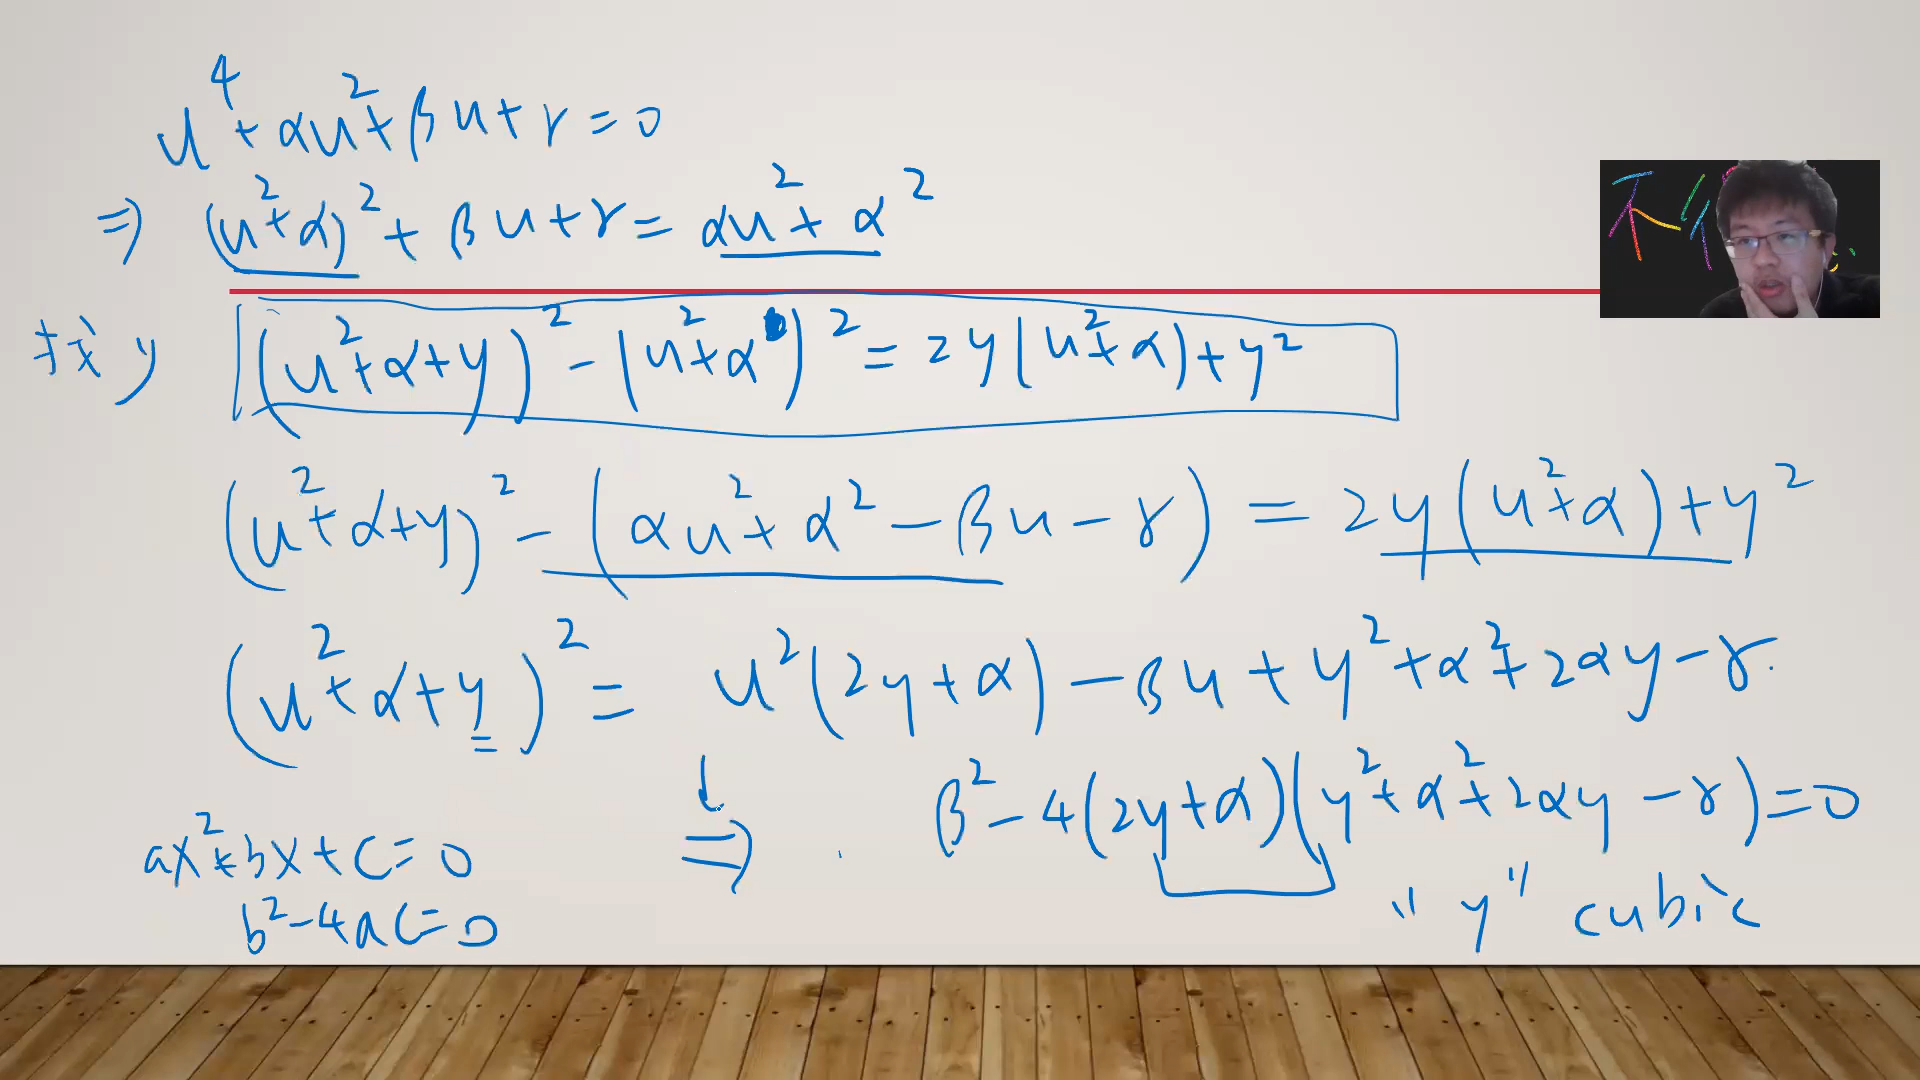 u⁴+αu²+βu+r=0
⇒ (u²+α)²+βu+γ=αu²+α²
找 y (u²+α+y)²-(u²+α)²=2y(u²+α)+y²
(u²+α+y)²-(αu²+α²-βu-γ)=2y(u²+α)+y²
(u²+α+y)²= u²(2y+α)-βu+y²+α²+2αy-γ.
⇒ β²-4(2y+α)(y²+α²+2αy-γ)=0
ax²+bx+c=0
b²-4ac=0
"y" cubic